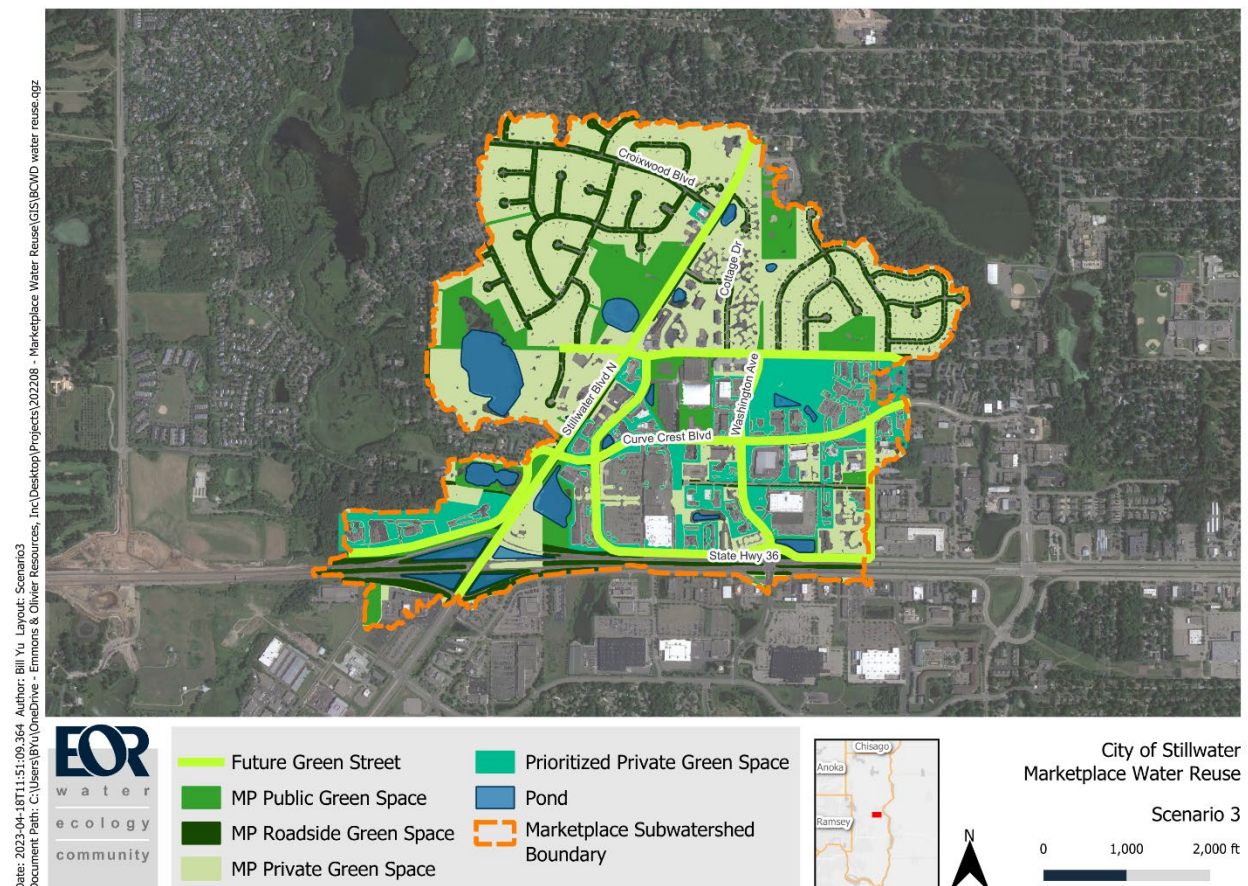 Date: 2023-04-18T11:51:09.364 Author: Bill Yu Layout: Scenario3
Document Path: C:\Users\BYu\OneDrive - Emmons & Olivier Resources, Inc\Desktop\Projects\202208 - Marketplace Water Reuse\GIS\BCWD water reuse.qgz
Croixwood Blvd
Cottage Dr
Stillwater Blvd N
Washington Ave
Curve Crest Blvd
State Hwy 36
EOR
water
ecology
community
Future Green Street
MP Public Green Space
MP Roadside Green Space
MP Private Green Space
Prioritized Private Green Space
Pond
Marketplace Subwatershed
Boundary
Chisago
Anoka
Ramsey
N
City of Stillwater
Marketplace Water Reuse
Scenario 3
0 1,000 2,000 ft